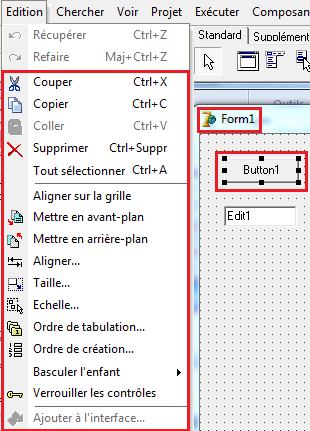 Edition Chercher Voir Projet Exécuter Composan
Récupérer Ctrl+Z
Refaire Maj+Ctrl+Z
Couper Ctrl+X
Copier Ctrl+C
Coller Ctrl+V
Supprimer Ctrl+Suppr
Tout sélectionner Ctrl+A
Aligner sur la grille
Mettre en avant-plan
Mettre en arrière-plan
Aligner...
Taille...
Echelle...
Ordre de tabulation...
Ordre de création...
Basculer l'enfant
Verrouiller les contrôles
Ajouter à l'interface...
Standard Supplément
Outils
Form1
Button1
Edit1